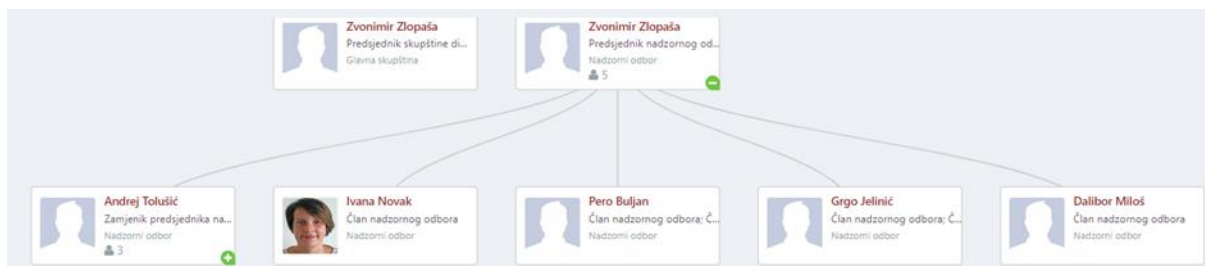 Zvonimir Zlopaša
Predsjednik skupštine di...
Glavna skupština
Zvonimir Zlopaša
Predsjednik nadzornog od...
Nadzorni odbor
5
Andrej Tolušić
Zamjenik predsjednika na...
Nadzorni odbor
3
Ivana Novak
Član nadzornog odbora
Nadzorni odbor
Pero Buljan
Član nadzornog odbora; Č...
Nadzorni odbor
Grgo Jelinić
Član nadzornog odbora; Č...
Nadzorni odbor
Dalibor Miloš
Član nadzornog odbora
Nadzorni odbor